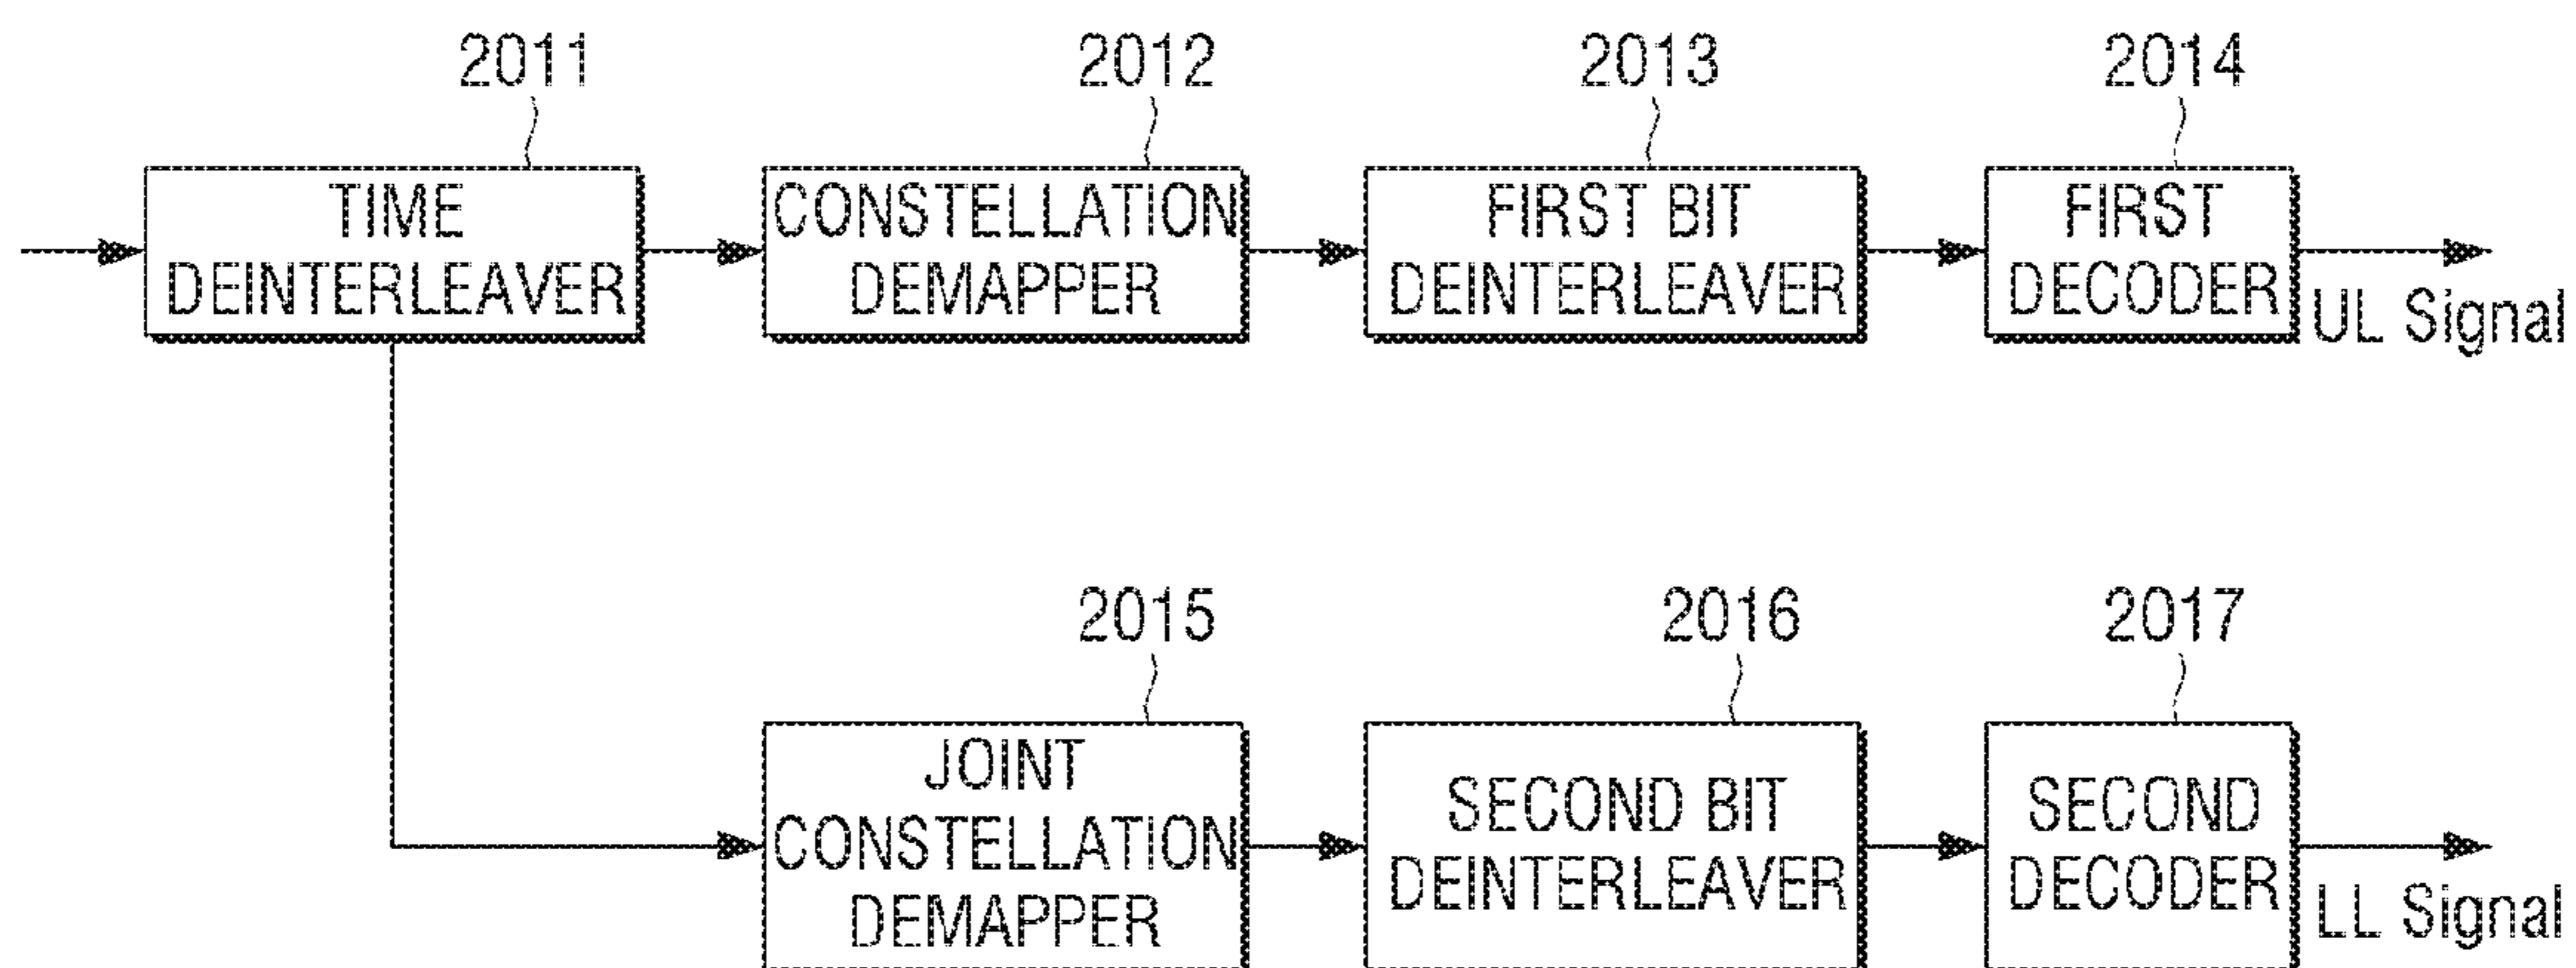 2011 2012 2013 2014
TIME
DEINTERLEAVER
CONSTELLATION
DEMAPPER
FIRST BIT
DEINTERLEAVER
FIRST
DECODER
UL Signal
2015 2016 2017
JOINT
CONSTELLATION
DEMAPPER
SECOND BIT
DEINTERLEAVER
SECOND
DECODER
LL Signal